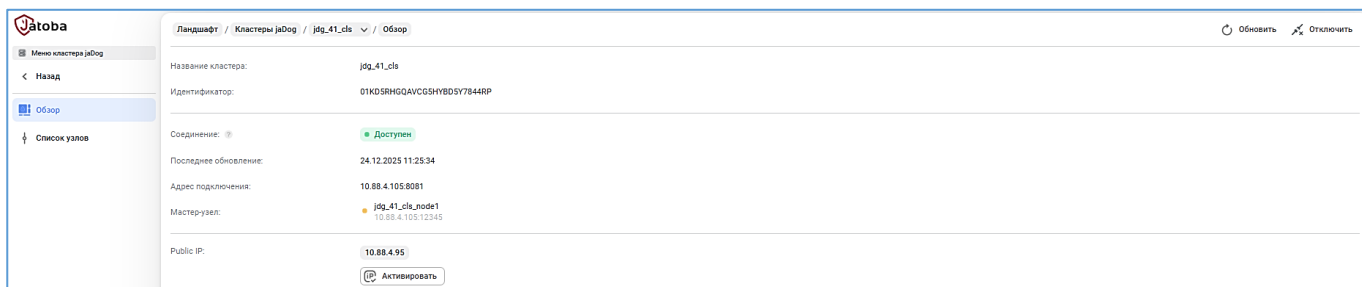 Jatoba
Меню кластера jaDog
Назад
Обзор
Список узлов
Ландшафт / Кластеры jaDog / jdg_41_cls / Обзор
Обновить
Отключить
Название кластера: jdg_41_cls
Идентификатор: 01KD5RHGQAVCG5HYBD5Y7844RP
Соединение: ? Доступен
Последнее обновление: 24.12.2025 11:25:34
Адрес подключения: 10.88.4.105:8081
Мастер-узел: jdg_41_cls_node1
10.88.4.105:12345
Public IP: 10.88.4.95
IP Активировать